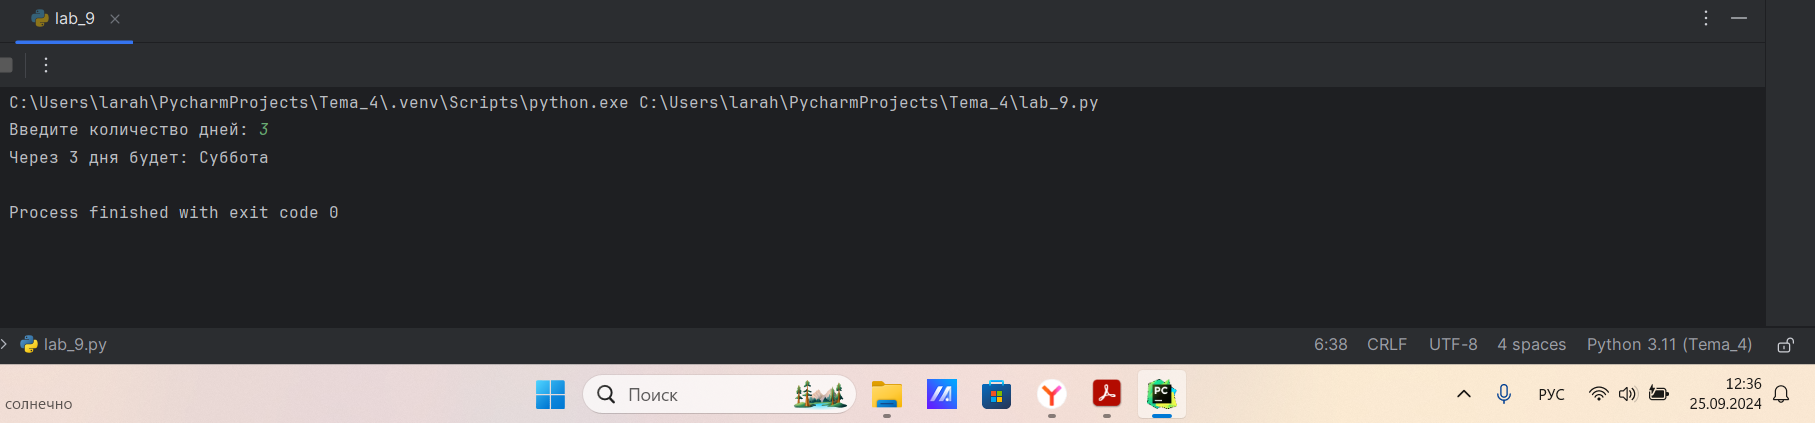 lab_9
C:\Users\larah\PycharmProjects\Tema_4\.venv\Scripts\python.exe C:\Users\larah\PycharmProjects\Tema_4\lab_9.py
Введите количество дней: 3
Через 3 дня будет: Суббота
Process finished with exit code 0
lab_9.py 6:38 CRLF UTF-8 4 spaces Python 3.11 (Tema_4)
солнечно Поиск PC РУС 12:36
25.09.2024